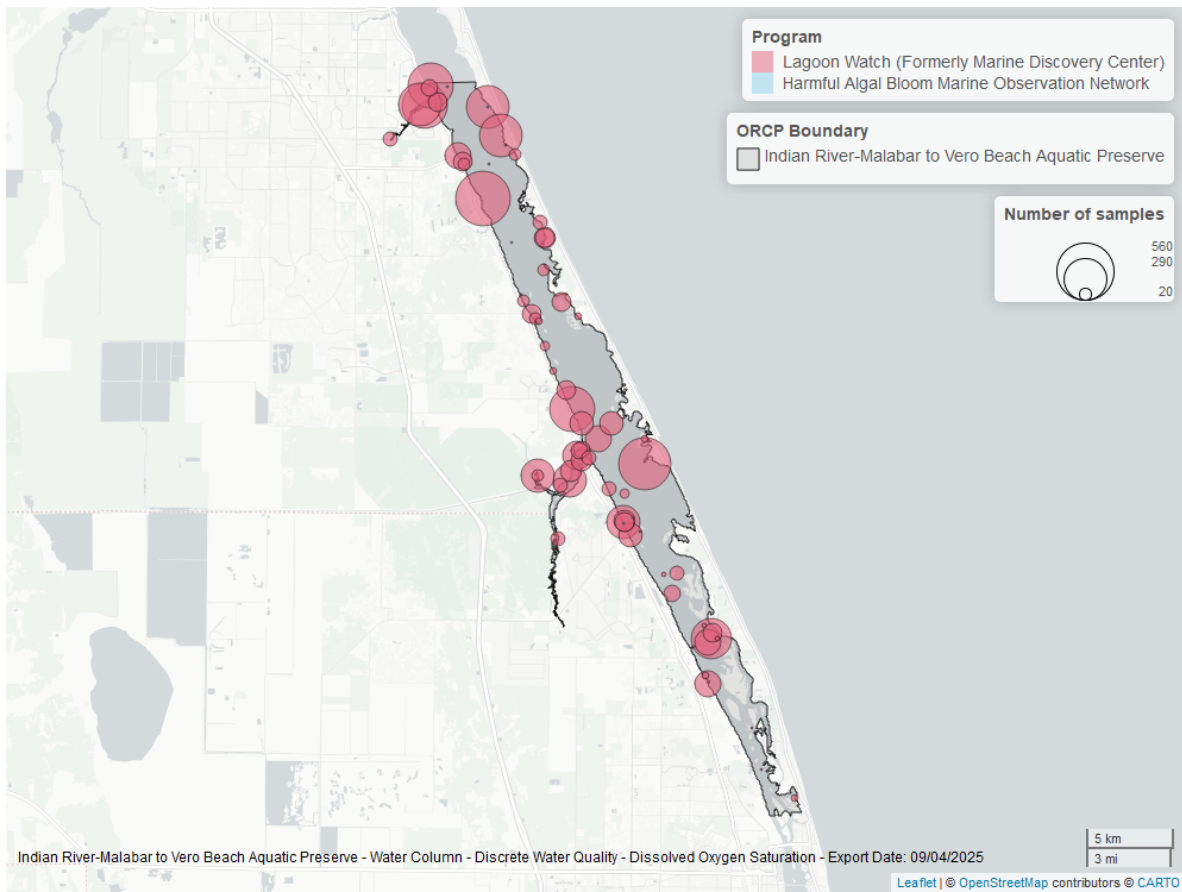 Program
Lagoon Watch (Formerly Marine Discovery Center)
Harmful Algal Bloom Marine Observation Network
ORCP Boundary
Indian River-Malabar to Vero Beach Aquatic Preserve
Number of samples
560
290
20
5 km
3 mi
Indian River-Malabar to Vero Beach Aquatic Preserve - Water Column - Discrete Water Quality - Dissolved Oxygen Saturation - Export Date: 09/04/2025
Leaflet | © OpenStreetMap contributors © CARTO